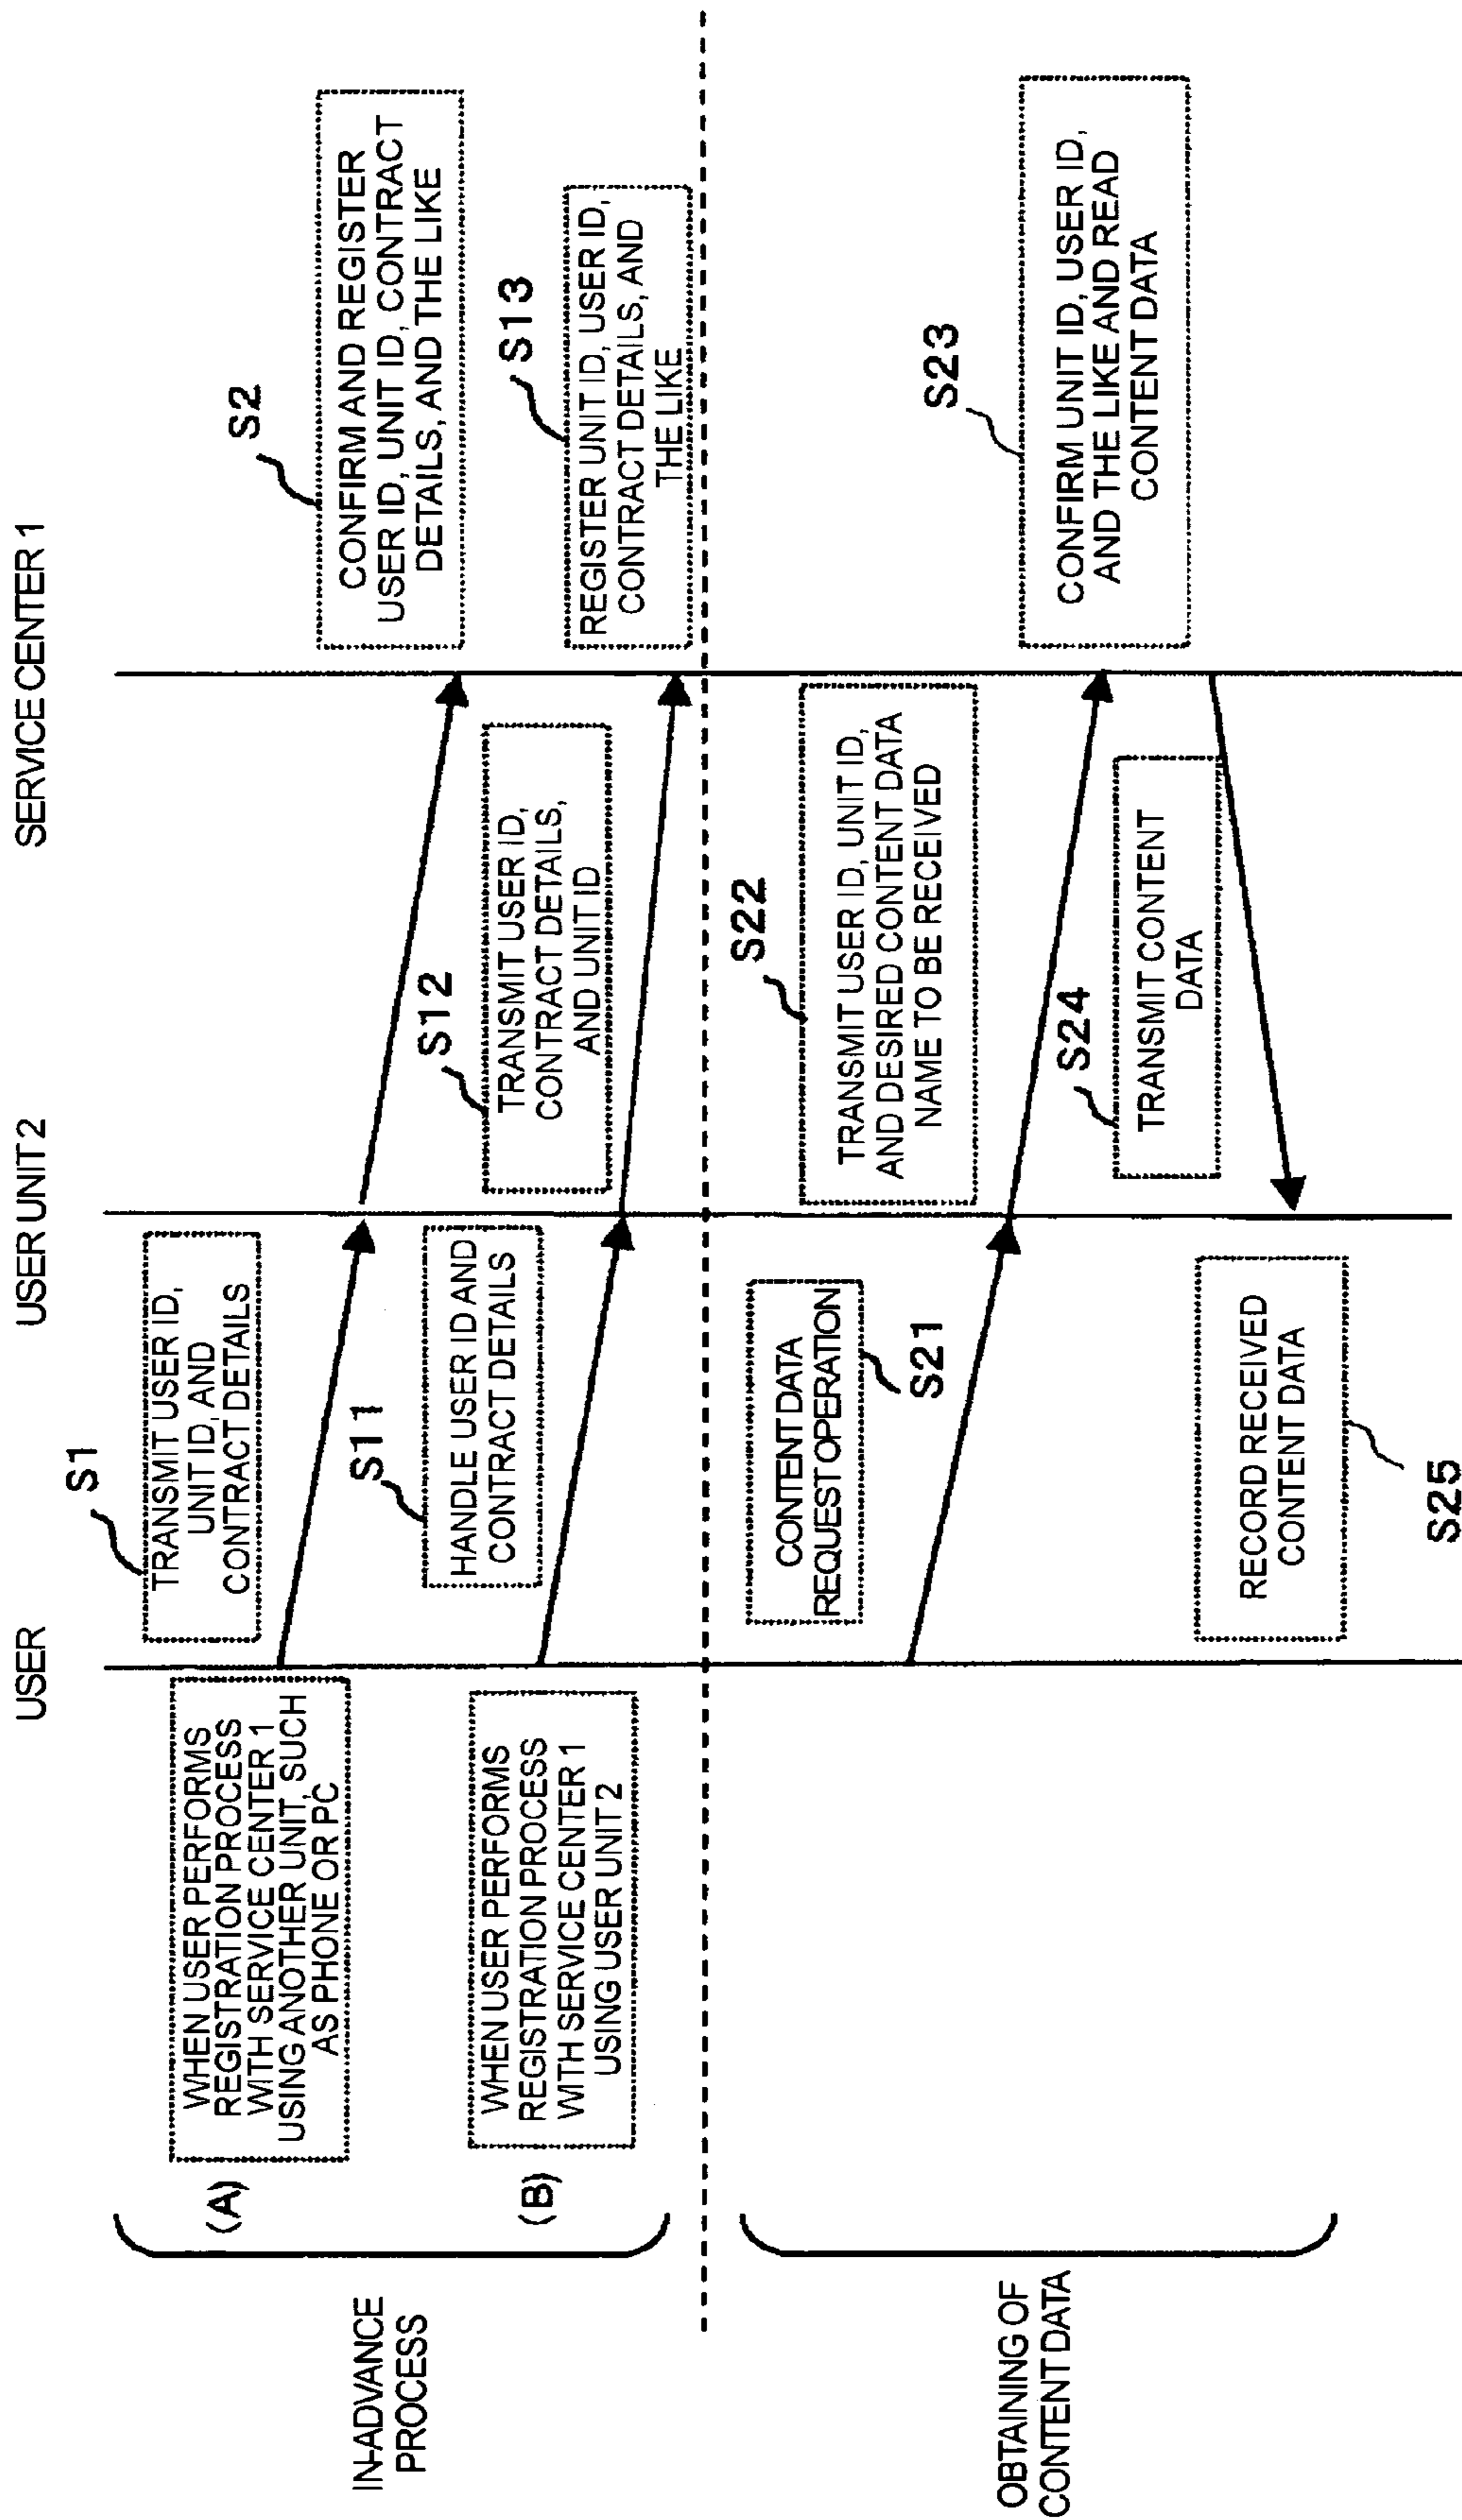 USER
USER UNIT 2
SERVICE CENTER 1
IN-ADVANCE
PROCESS
(A)
WHEN USER PERFORMS
REGISTRATION PROCESS
WITH SERVICE CENTER 1
USING ANOTHER UNIT, SUCH
AS PHONE OR PC
S1
TRANSMIT USER ID,
UNIT ID, AND
CONTRACT DETAILS
S2
CONFIRM AND REGISTER
USER ID, UNIT ID, CONTRACT
DETAILS, AND THE LIKE
(B)
WHEN USER PERFORMS
REGISTRATION PROCESS
WITH SERVICE CENTER 1
USING USER UNIT 2
S11
HANDLE USER ID AND
CONTRACT DETAILS
S12
TRANSMIT USER ID,
CONTRACT DETAILS,
AND UNIT ID
S13
REGISTER UNIT ID, USER ID,
CONTRACT DETAILS, AND
THE LIKE
OBTAINING OF
CONTENT DATA
CONTENT DATA
REQUEST OPERATION
S21
S22
TRANSMIT USER ID, UNIT ID,
AND DESIRED CONTENT DATA
NAME TO BE RECEIVED
S23
CONFIRM UNIT ID, USER ID,
AND THE LIKE AND READ
CONTENT DATA
S24
TRANSMIT CONTENT
DATA
RECORD RECEIVED
CONTENT DATA
S25